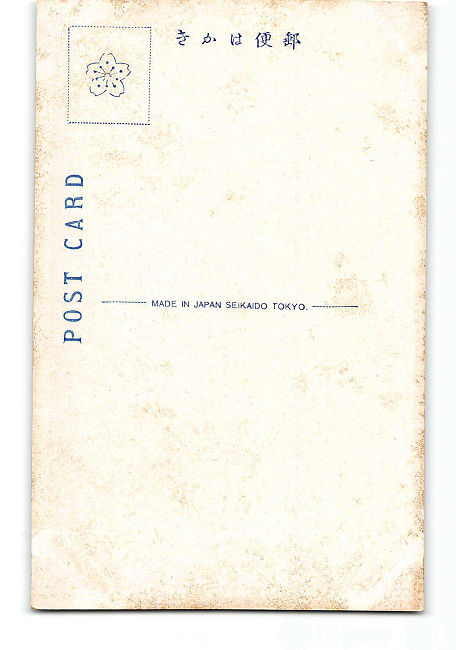 きかは便郵
POST CARD
MADE IN JAPAN SEIKAIDO TOKYO.